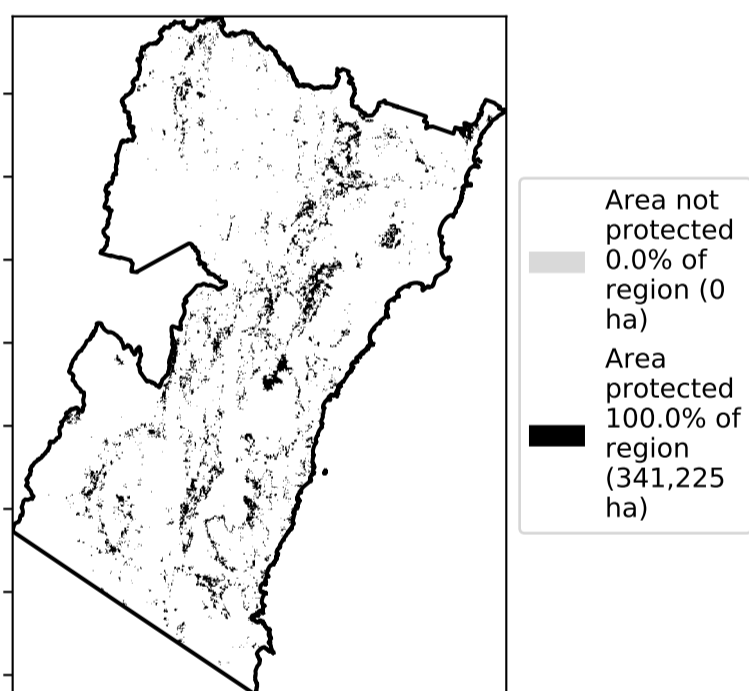 Area not
protected
0.0% of
region (0
ha)
Area
protected
100.0% of
region
(341,225
ha)